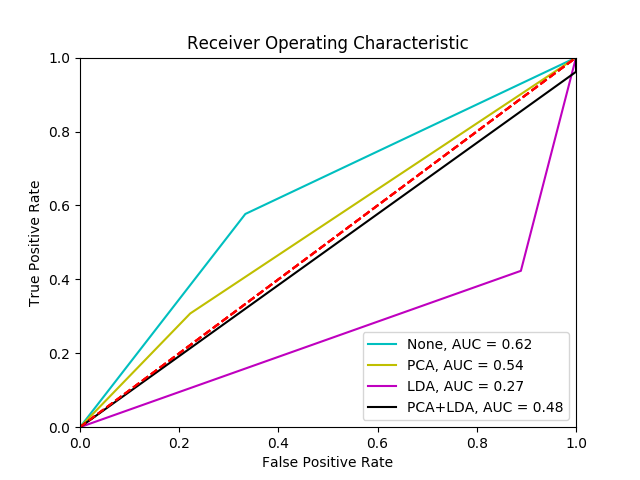 Receiver Operating Characteristic
True Positive Rate
1.0
0.8
0.6
0.4
0.2
0.0
None, AUC = 0.62
PCA, AUC = 0.54
LDA, AUC = 0.27
PCA+LDA, AUC = 0.48
0.0 0.2 0.4 0.6 0.8 1.0
False Positive Rate